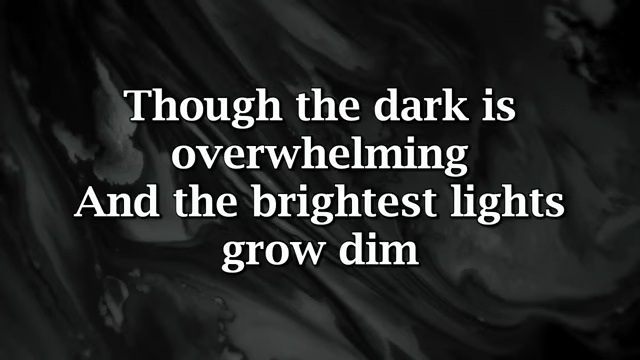 Though the dark is
overwhelming
And the brightest lights
grow dim